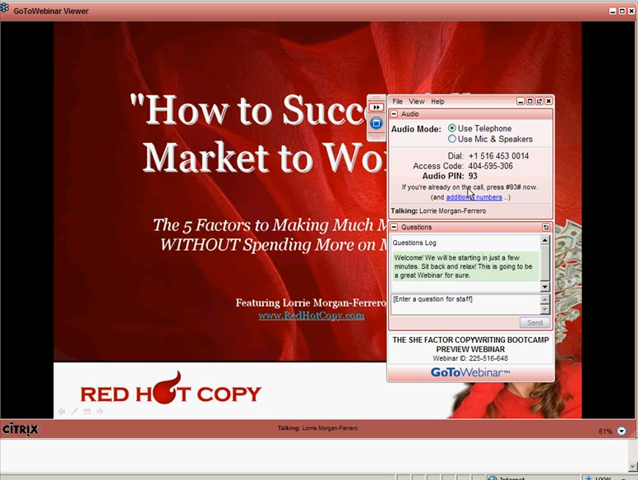 GoToWebinar Viewer
"How to Succ
Market to Wo
The 5 Factors to Making Much M
WITHOUT Spending More on M
Featuring Lorrie Morgan-Ferrero
www.RedHotCopy.com
RED HOT COPY
File View Help
Audio
Audio Mode: Use Telephone
Use Mic & Speakers
Dial: +1 516 453 0014
Access Code: 404-595-306
Audio PIN: 93
If you're already on the call, press #93# now.
(and additional numbers ..)
Talking: Lorrie Morgan-Ferrero
Questions
Questions Log
Welcome! We will be starting in just a few
minutes. Sit back and relax! This is going to be
a great Webinar for sure.
[Enter a question for staff]
Send
THE SHE FACTOR COPYWRITING BOOTCAMP
PREVIEW WEBINAR
Webinar ID: 225-516-648
GoToWebinar™
CITRIX
Talking: Lorrie Morgan-Ferrero
61%
Internet
100%